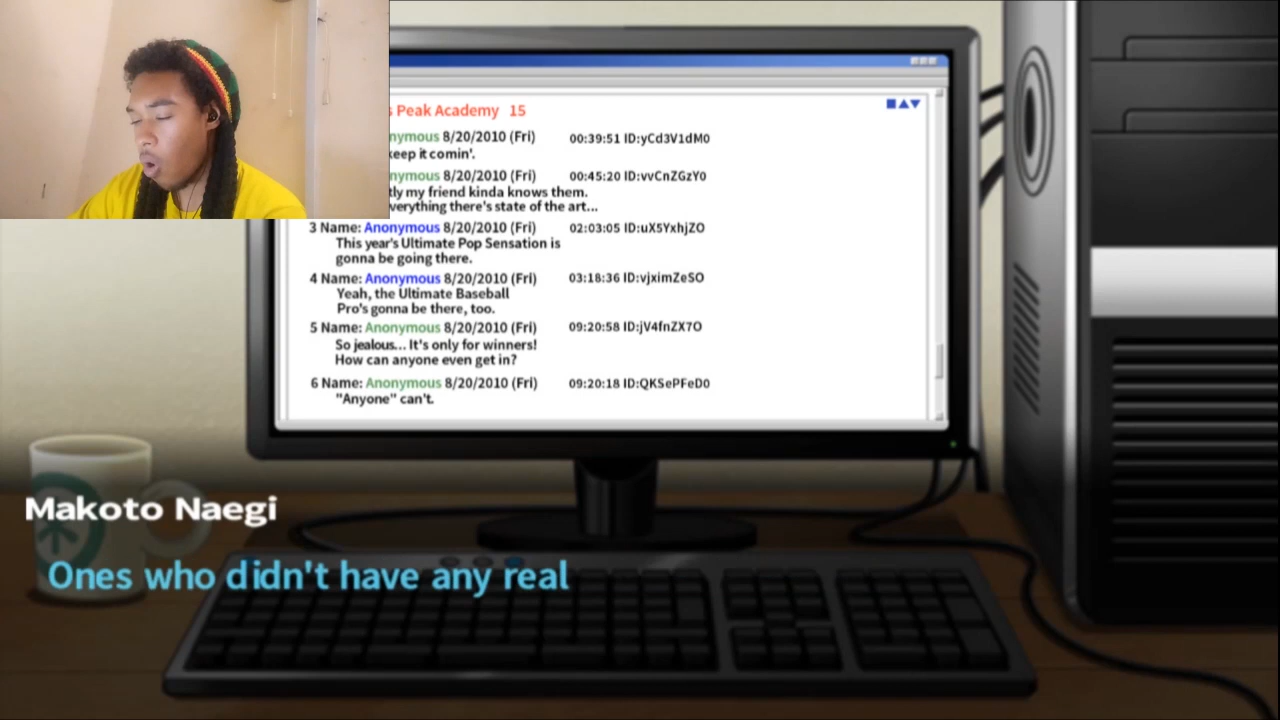 s Peak Academy 15
nymous 8/20/2010 (Fri) 00:39:51 ID:yCd3V1dM0
keep it comin'.
nymous 8/20/2010 (Fri) 00:45:20 ID:vvCnZGzY0
tly my friend kinda knows them.
verything there's state of the art...
3 Name: Anonymous 8/20/2010 (Fri) 02:03:05 ID:uX5YxhjZO
This year's Ultimate Pop Sensation is
gonna be going there.
4 Name: Anonymous 8/20/2010 (Fri) 03:18:36 ID:vjximZeSO
Yeah, the Ultimate Baseball
Pro's gonna be there, too.
5 Name: Anonymous 8/20/2010 (Fri) 09:20:58 ID:jV4fnZX7O
So jealous... It's only for winners!
How can anyone even get in?
6 Name: Anonymous 8/20/2010 (Fri) 09:20:18 ID:QKSePFeD0
"Anyone" can't.
Makoto Naegi
Ones who didn't have any real